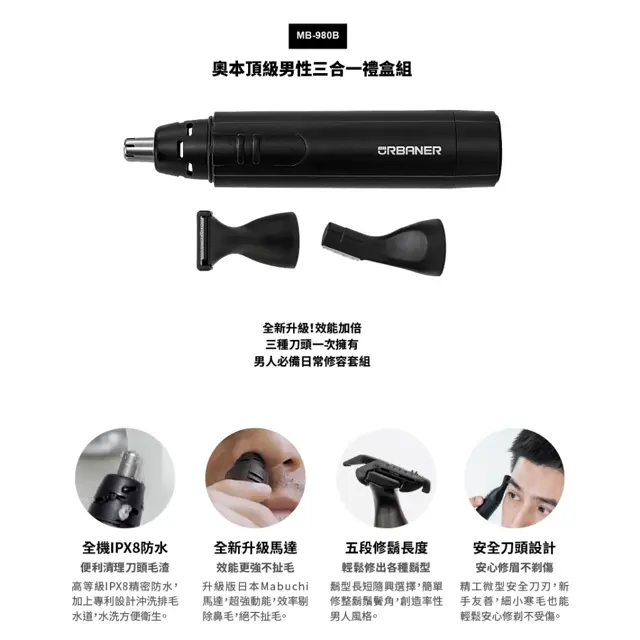 MB-980B
奧本頂級男性三合一禮盒組
URBANER
全新升級!效能加倍
三種刀頭一次擁有
男人必備日常修容套組
全機IPX8防水
便利清理刀頭毛渣
高等級IPX8精密防水,
加上專利設計沖洗排毛
水道,水洗方便衛生。
全新升級馬達
效能更強不扯毛
升級版日本Mabuchi
馬達,超強動能,效率剔
除鼻毛,絕不扯毛。
五段修鬍長度
輕鬆修出各種鬍型
鬍型長短隨興選擇,簡單
修整鬍鬚鬢角,創造率性
男人風格。
安全刀頭設計
安心修眉不剃傷
精工微型安全刀刃,新
手友善,細小寒毛也能
輕鬆安心修剃不受傷。